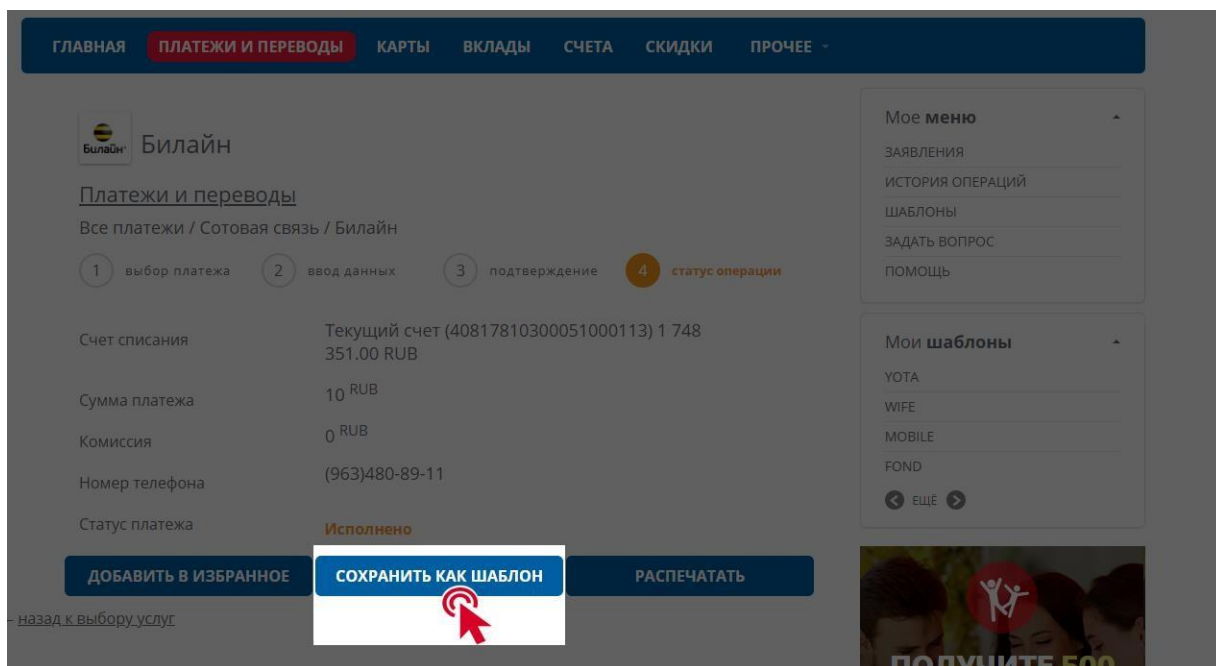 ГЛАВНАЯ ПЛАТЕЖИ И ПЕРЕВОДЫ КАРТЫ ВКЛАДЫ СЧЕТА СКИДКИ ПРОЧЕЕ
Билайн Билайн
Платежи и переводы
Все платежи / Сотовая связь / Билайн
1 выбор платежа 2 ввод данных 3 подтверждение 4 статус операции
Счет списания Текущий счет (40817810300051000113) 1 748
351.00 RUB
Сумма платежа 10 RUB
Комиссия 0 RUB
Номер телефона (963)480-89-11
Статус платежа Исполнено
ДОБАВИТЬ В ИЗБРАННОЕ СОХРАНИТЬ КАК ШАБЛОН РАСПЕЧАТАТЬ
– назад к выбору услуг
Мое меню
ЗАЯВЛЕНИЯ
ИСТОРИЯ ОПЕРАЦИЙ
ШАБЛОНЫ
ЗАДАТЬ ВОПРОС
ПОМОЩЬ
Мои шаблоны
YOTA
WIFE
MOBILE
FOND
ЕЩЁ
ПОЛУЧИТЕ 500